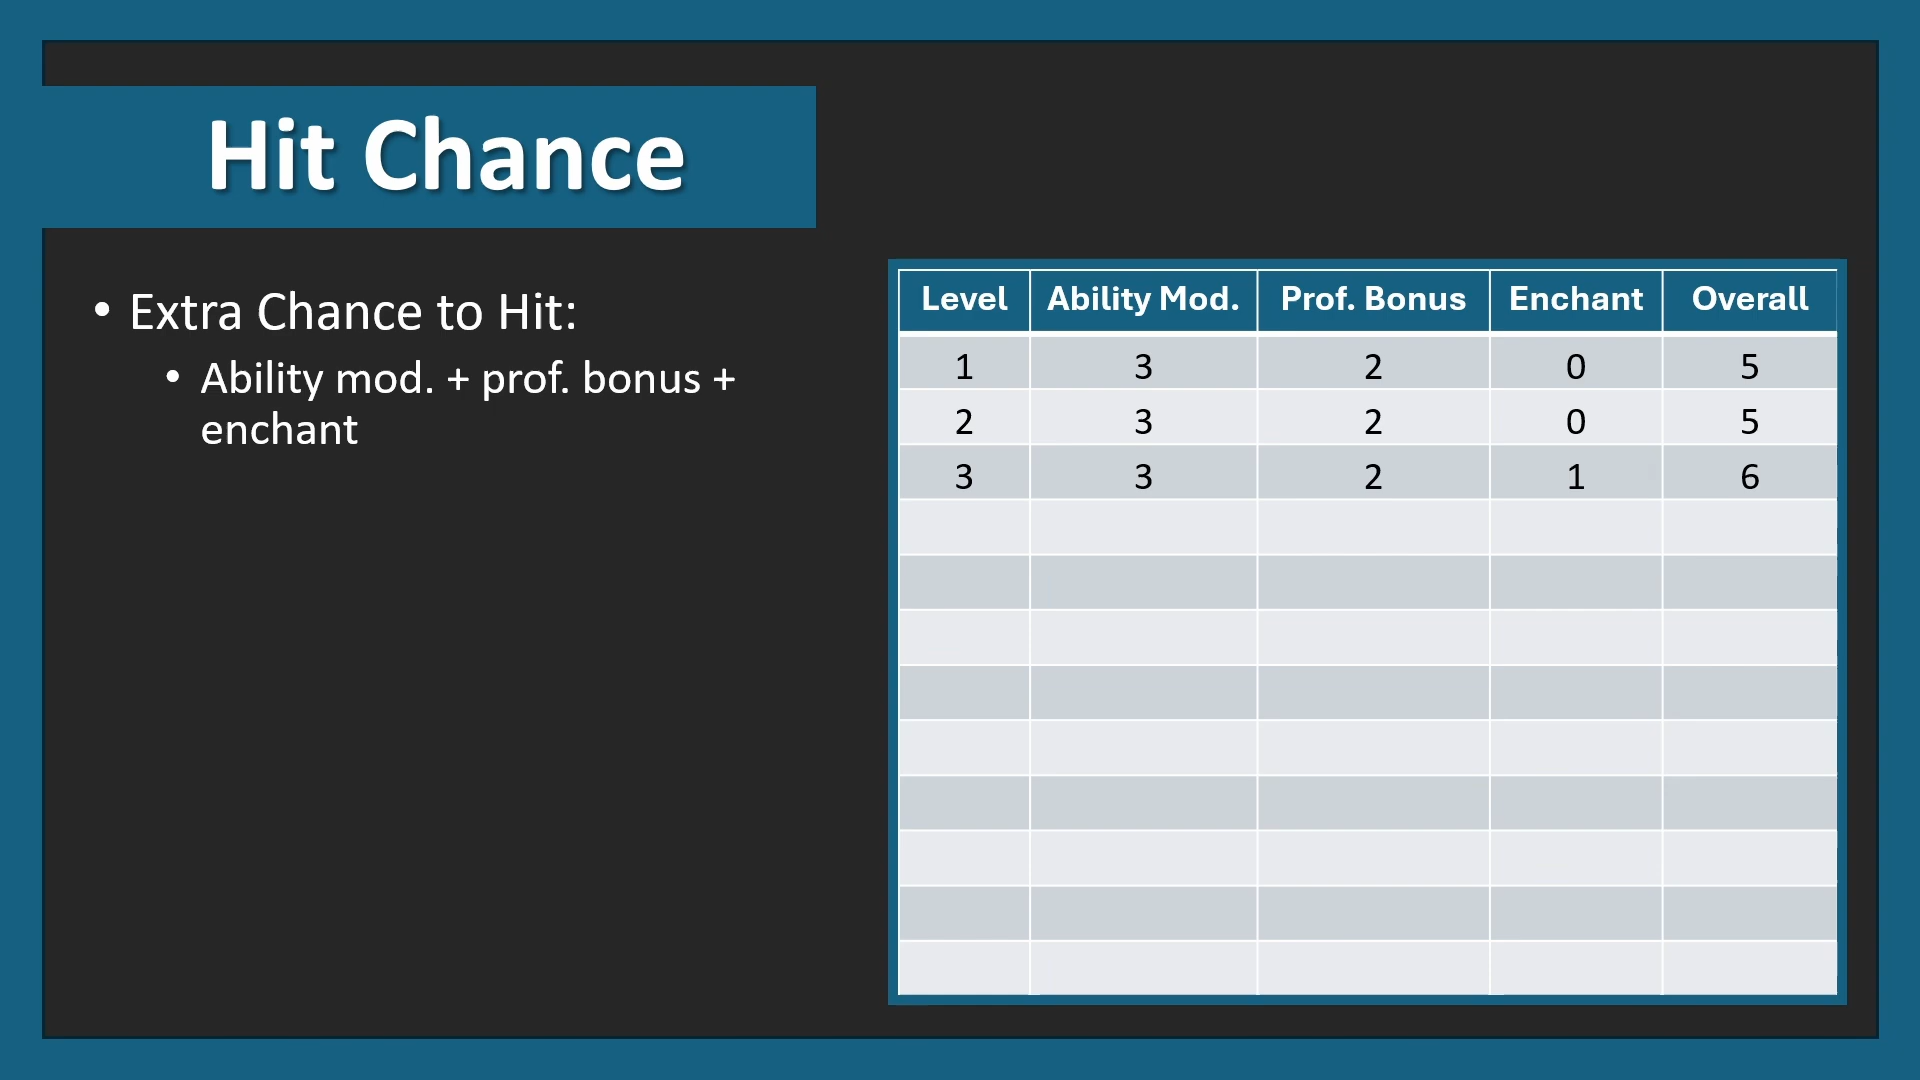 Hit Chance
• Extra Chance to Hit:
• Ability mod. + prof. bonus +
enchant
Level Ability Mod. Prof. Bonus Enchant Overall
1 3 2 0 5
2 3 2 0 5
3 3 2 1 6